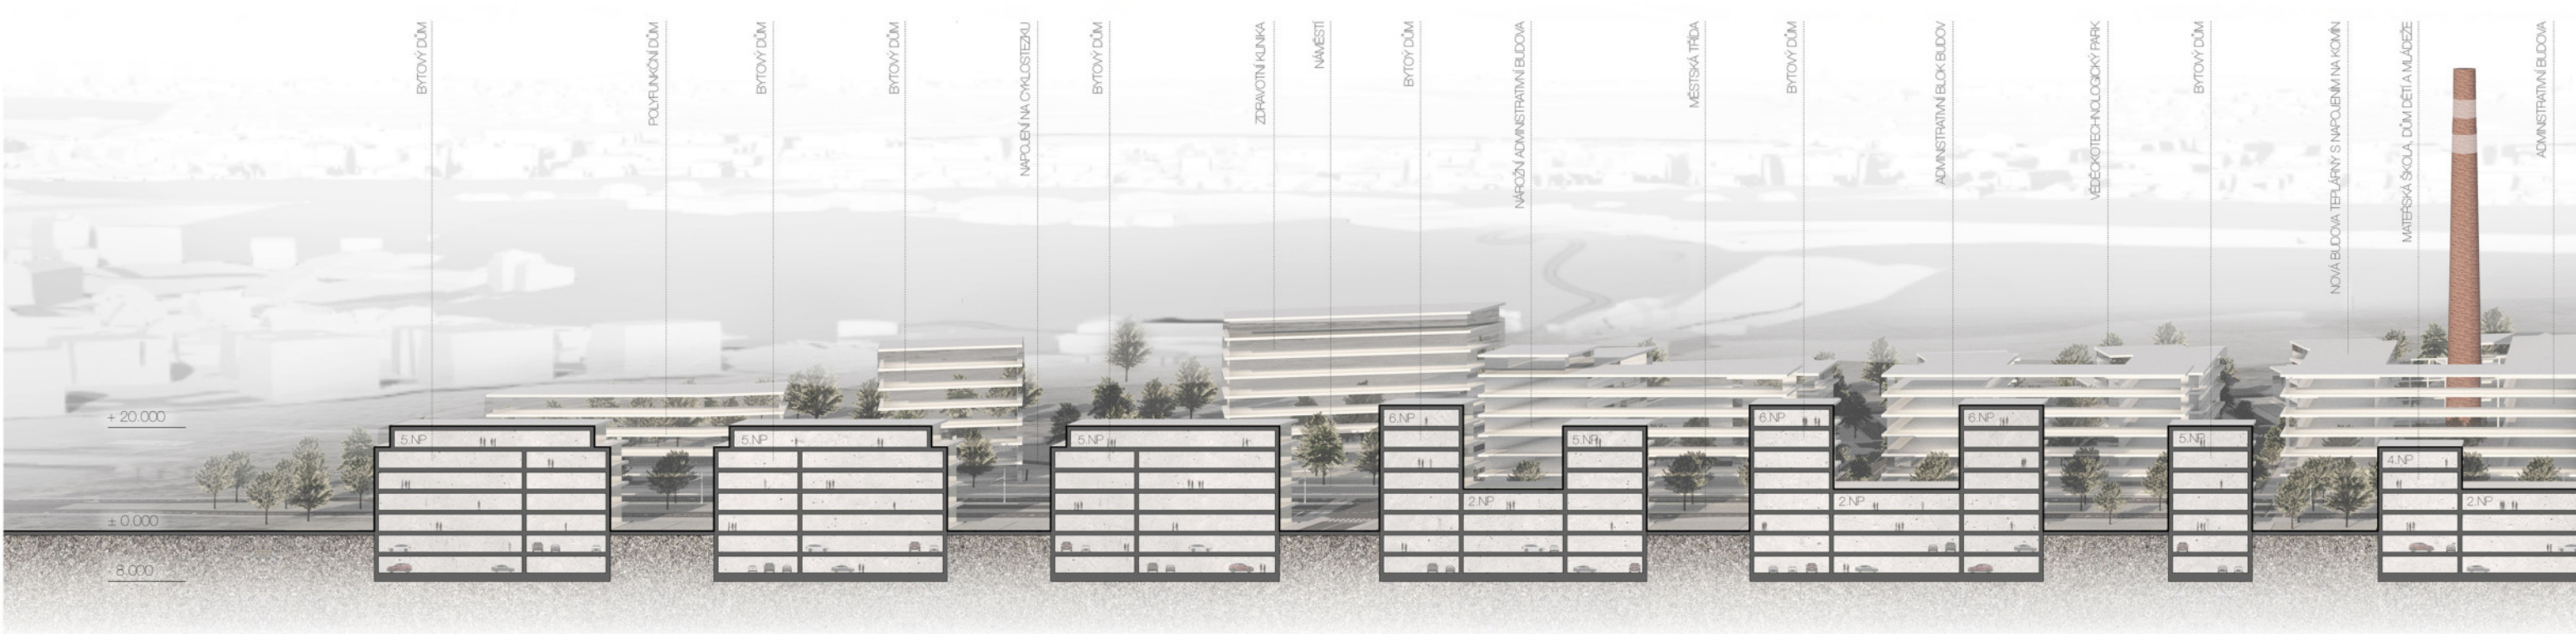 BYTOVÝ DŮM
POLYFUNKČNÍ DŮM
BYTOVÝ DŮM
BYTOVÝ DŮM
NAPOJENÍ NA CYKLOSTEZKU
BYTOVÝ DŮM
ZDRAVOTNÍ KLINIKA
NÁMĚSTÍ
BYTOÝ DŮM
NÁROŽNÍ ADMINISTRATIVNÍ BUDOVA
MĚSTSKÁ TŘÍDA
BYTOVÝ DŮM
ADMINISTRATIVNÍ BLOK BUDOV
VĚDĚCKOTECHNOLOGICKÝ PARK
BYTOVÝ DŮM
NOVÁ BUDOVA TEPLÁRNY S NAPOJENÍM NA KOMÍN
MATEŘSKÁ ŠKOLA, DŮM DĚTÍ A MLÁDEŽE
ADMINISTRATIVNÍ BUDOVA
+ 20.000
± 0.000
- 8.000
5.NP
5.NP
5.NP
6.NP
2.NP
5.NP
6.NP
2.NP
6.NP
5.NP
4.NP
2.NP